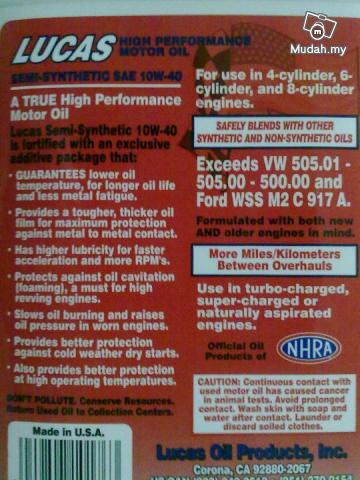 Mudah.my
LUCAS HIGH PERFORMANCE
MOTOR OIL
SEMI-SYNTHETIC SAE 10W-40
A TRUE High Performance
Motor Oil
Lucas Semi-Synthetic 10W-40
is fortified with an exclusive
additive package that:
• GUARANTEES lower oil
temperature, for longer oil life
and less metal fatigue.
• Provides a tougher, thicker oil
film for maximum protection
against metal to metal contact.
• Has higher lubricity for faster
acceleration and more RPM's.
• Protects against oil cavitation
(foaming), a must for high
revving engines.
• Slows oil burning and raises
oil pressure in worn engines.
• Provides better protection
against cold weather dry starts.
• Also provides better protection
at high operating temperatures.
DON'T POLLUTE. Conserve Resources.
Return Used Oil to Collection Centers.
Made in U.S.A.
For use in 4-cylinder, 6-
cylinder, and 8-cylinder
engines.
SAFELY BLENDS WITH OTHER
SYNTHETIC AND NON-SYNTHETIC OILS
Exceeds VW 505.01 -
505.00 - 500.00 and
Ford WSS M2 C 917 A.
Formulated with both new
AND older engines in mind.
More Miles/Kilometers
Between Overhauls
Use in turbo-charged,
super-charged or
naturally aspirated
engines.
Official Oil
Products of
NHRA
CAUTION: Continuous contact with
used motor oil has caused cancer
in animal tests. Avoid prolonged
contact. Wash skin with soap and
water after contact. Launder or
discard soiled clothes.
Lucas Oil Products, Inc.
Corona, CA 92880-2067